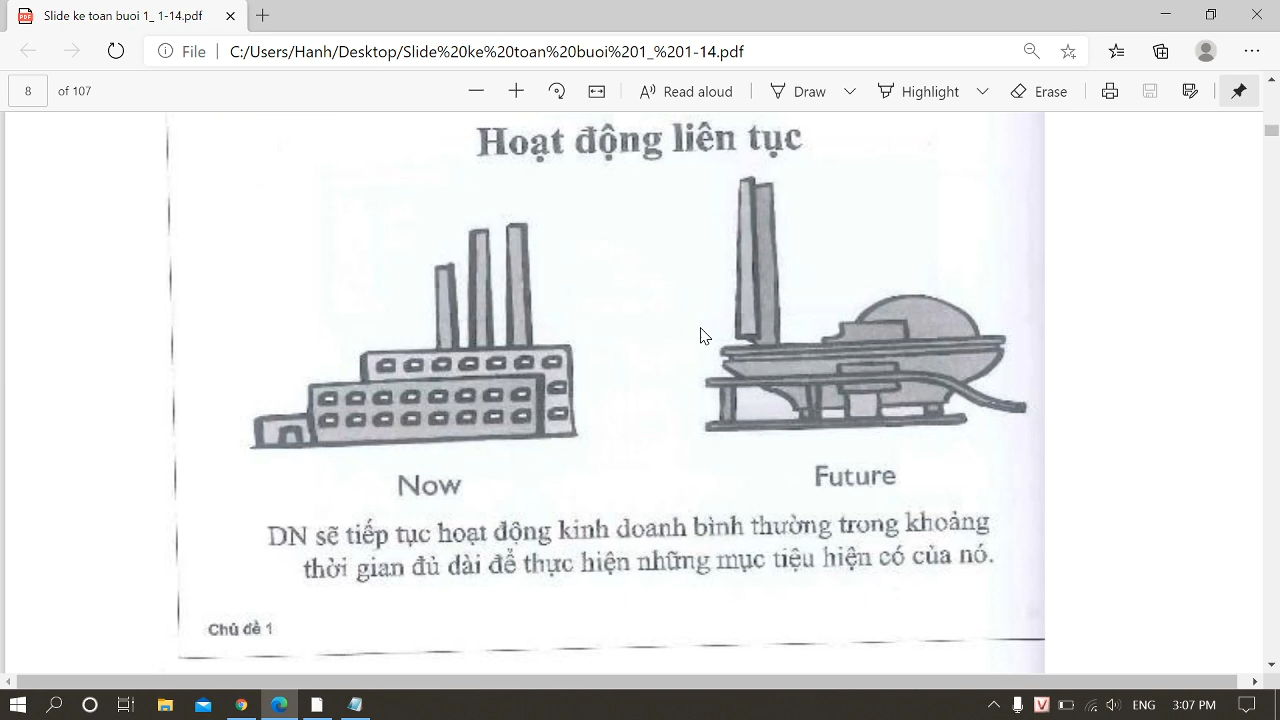 Slide ke toan buoi 1_ 1-14.pdf
File
C:/Users/Hanh/Desktop/Slide%20ke%20toan%20buoi%201_%201-14.pdf
8 of 107
Read aloud
Draw
Highlight
Erase
Hoạt động liên tục
Now
Future
DN sẽ tiếp tục hoạt động kinh doanh bình thường trong khoảng
thời gian đủ dài để thực hiện những mục tiệu hiện có của nó.
Chủ đề 1
ENG
3:07 PM